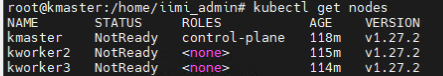 root@kmaster:/home/iimi_admin# kubectl get nodes
NAME STATUS ROLES AGE VERSION
kmaster NotReady control-plane 118m v1.27.2
kworker2 NotReady <none> 115m v1.27.2
kworker3 NotReady <none> 114m v1.27.2